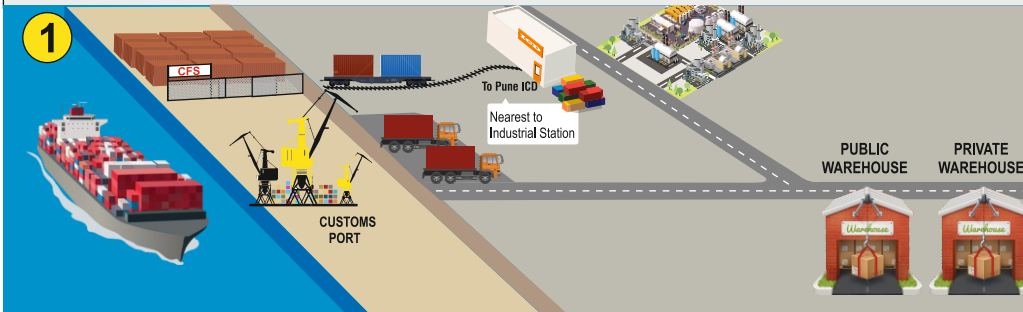 1
CFS
To Pune ICD
Nearest to
Industrial Station
CUSTOMS
PORT
PUBLIC
WAREHOUSE
PRIVATE
WAREHOUSE
Warehouse
Warehouse